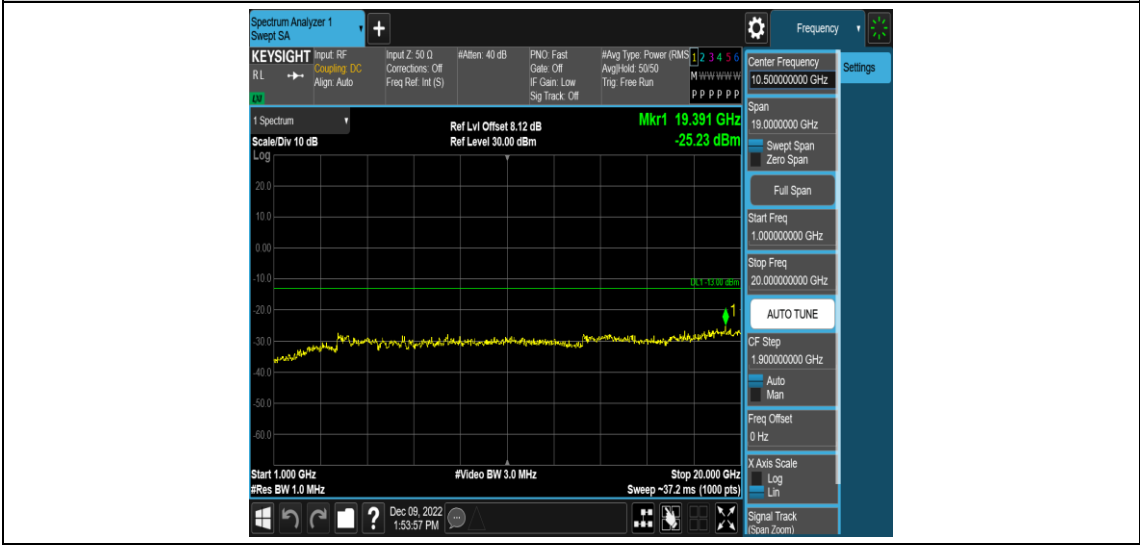 Spectrum Analyzer 1
Swept SA
+
Frequency
KEYSIGHT
RL
Input: RF
Coupling: DC
Align: Auto
Input Z: 50 Ω
Corrections: Off
Freq Ref: Int (S)
#Atten: 40 dB
PNO: Fast
Gate: Off
IF Gain: Low
Sig Track: Off
#Avg Type: Power (RMS
Avg|Hold: 50/50
Trig: Free Run
1 2 3 4 5 6
M W W W W W
P P P P P P
1 Spectrum
Scale/Div 10 dB
Log
Ref Lvl Offset 8.12 dB
Ref Level 30.00 dBm
Mkr1 19.391 GHz
-25.23 dBm
20.0
10.0
0.00
-10.0
-20.0
-30.0
-40.0
-50.0
-60.0
DL1 -13.00 dBm
1
Start 1.000 GHz
#Res BW 1.0 MHz
#Video BW 3.0 MHz
Stop 20.000 GHz
Sweep ~37.2 ms (1000 pts)
?
Dec 09, 2022
1:53:57 PM
Settings
Center Frequency
10.500000000 GHz
Span
19.0000000 GHz
Swept Span
Zero Span
Full Span
Start Freq
1.000000000 GHz
Stop Freq
20.000000000 GHz
AUTO TUNE
CF Step
1.900000000 GHz
Auto
Man
Freq Offset
0 Hz
X Axis Scale
Log
Lin
Signal Track
(Span Zoom)